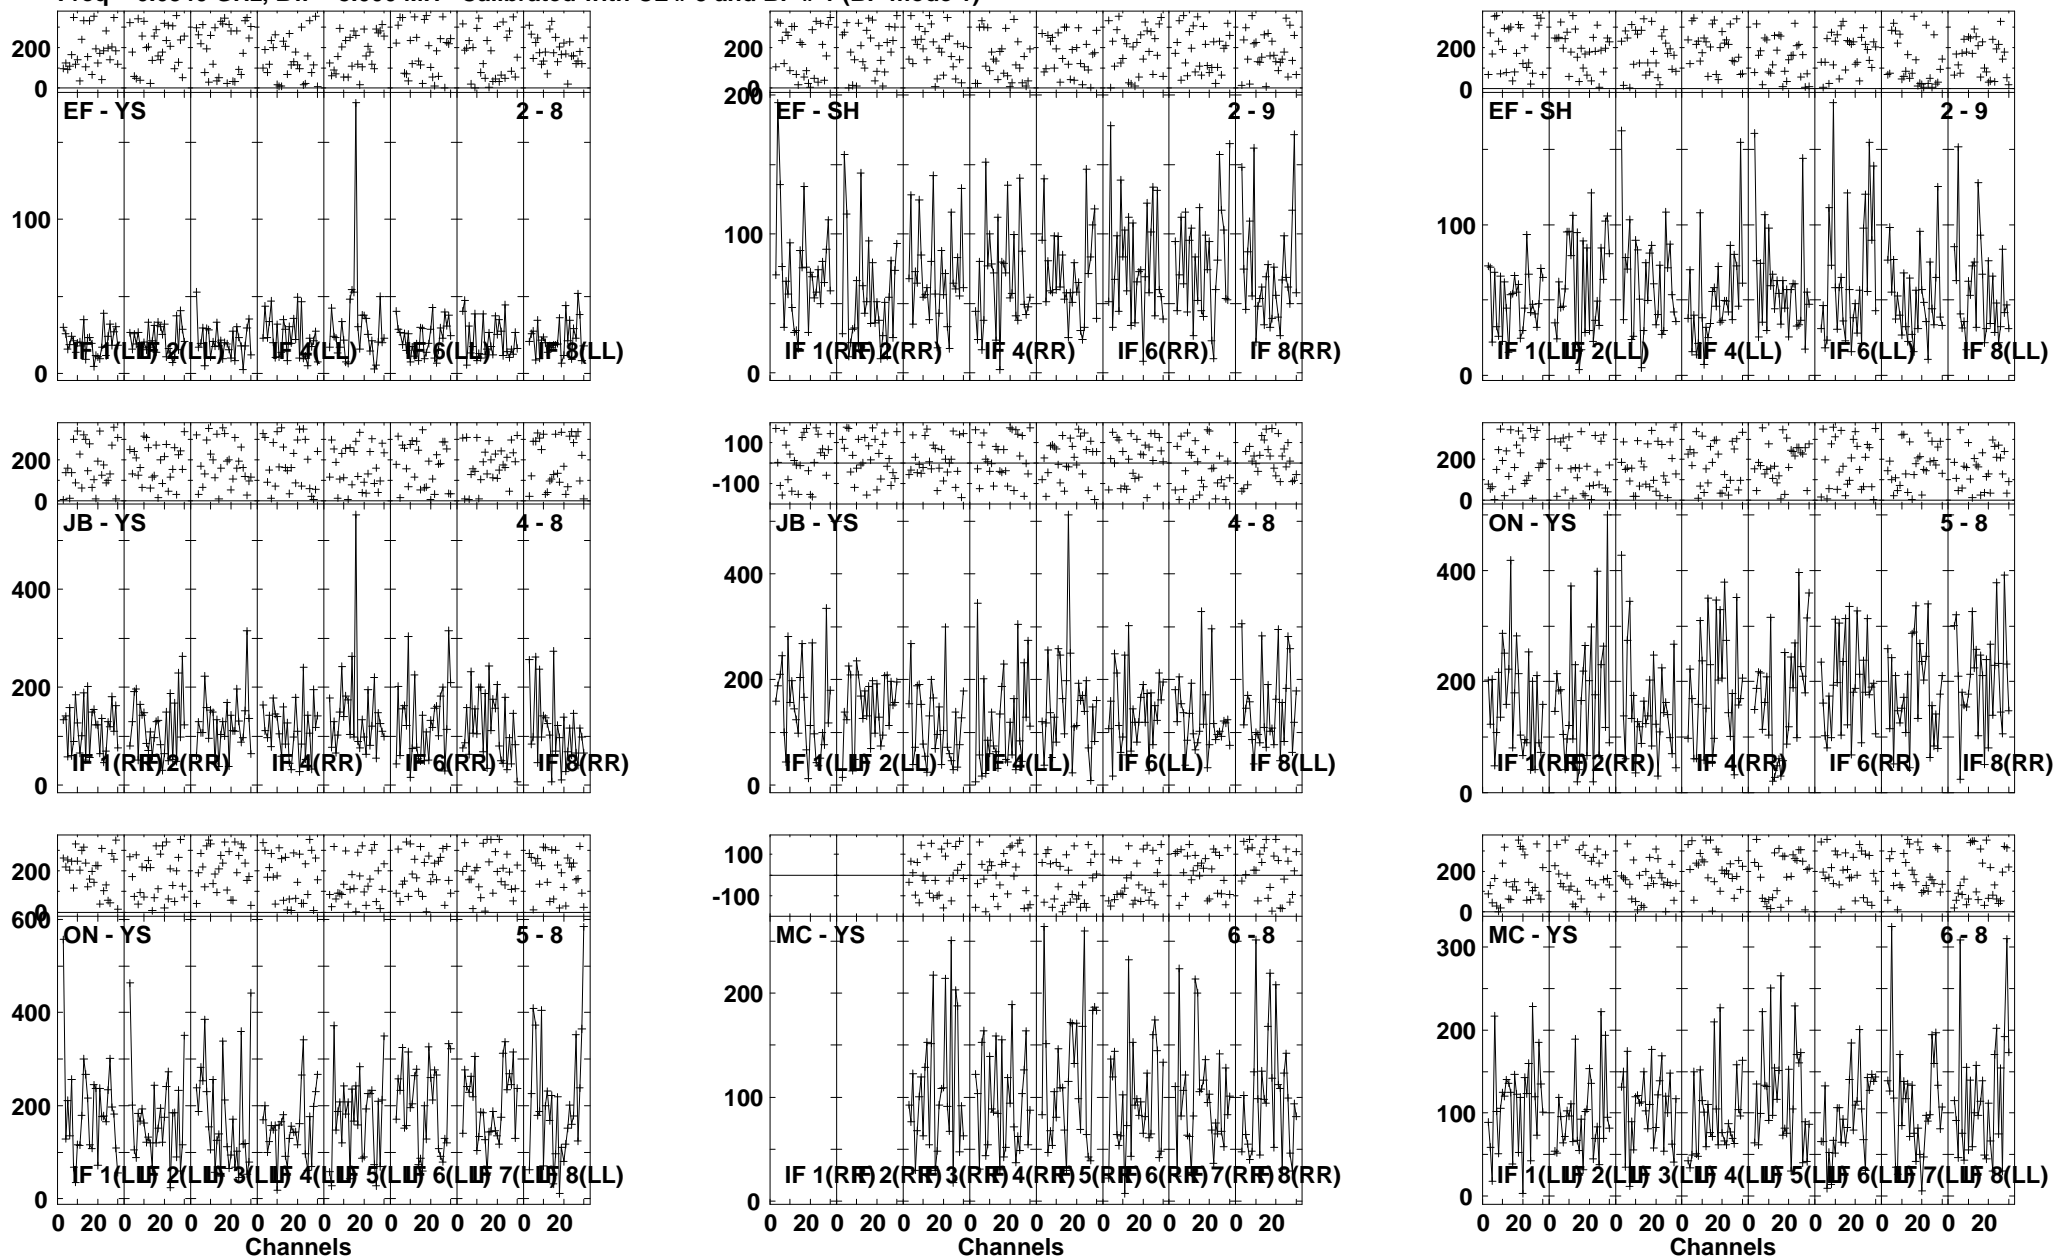 200
0
EF - YS 2 - 8
100
0
IF 1(LL) IF 2(LL) IF 4(LL) IF 6(LL) IF 8(LL)
200
0
200
EF - SH 2 - 9
100
0
IF 1(RR) IF 2(RR) IF 4(RR) IF 6(RR) IF 8(RR)
200
0
EF - SH 2 - 9
100
0
IF 1(LL) IF 2(LL) IF 4(LL) IF 6(LL) IF 8(LL)
200
0
JB - YS 4 - 8
400
200
0
IF 1(RR) IF 2(RR) IF 4(RR) IF 6(RR) IF 8(RR)
100
-100
JB - YS 4 - 8
400
200
0
IF 1(LL) IF 2(LL) IF 4(LL) IF 6(LL) IF 8(LL)
200
0
ON - YS 5 - 8
400
200
0
IF 1(RR) IF 2(RR) IF 4(RR) IF 6(RR) IF 8(RR)
200
0
600
ON - YS 5 - 8
400
200
0
IF 1(LL) IF 2(LL) IF 3(LL) IF 4(LL) IF 5(LL) IF 6(LL) IF 7(LL) IF 8(LL)
0 20 0 20 0 20 0 20 0 20 0 20 0 20 0 20
Channels
100
-100
MC - YS 6 - 8
200
100
0
IF 1(RR) IF 2(RR) IF 3(RR) IF 4(RR) IF 5(RR) IF 6(RR) IF 7(RR) IF 8(RR)
0 20 0 20 0 20 0 20 0 20 0 20 0 20 0 20
Channels
200
0
MC - YS 6 - 8
300
200
100
0
IF 1(LL) IF 2(LL) IF 3(LL) IF 4(LL) IF 5(LL) IF 6(LL) IF 7(LL) IF 8(LL)
0 20 0 20 0 20 0 20 0 20 0 20 0 20 0 20
Channels